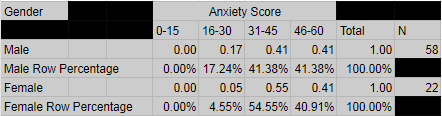 Gender Anxiety Score
0-15 16-30 31-45 46-60 Total N
Male 0.00 0.17 0.41 0.41 1.00 58
Male Row Percentage 0.00% 17.24% 41.38% 41.38% 100.00%
Female 0.00 0.05 0.55 0.41 1.00 22
Female Row Percentage 0.00% 4.55% 54.55% 40.91% 100.00%